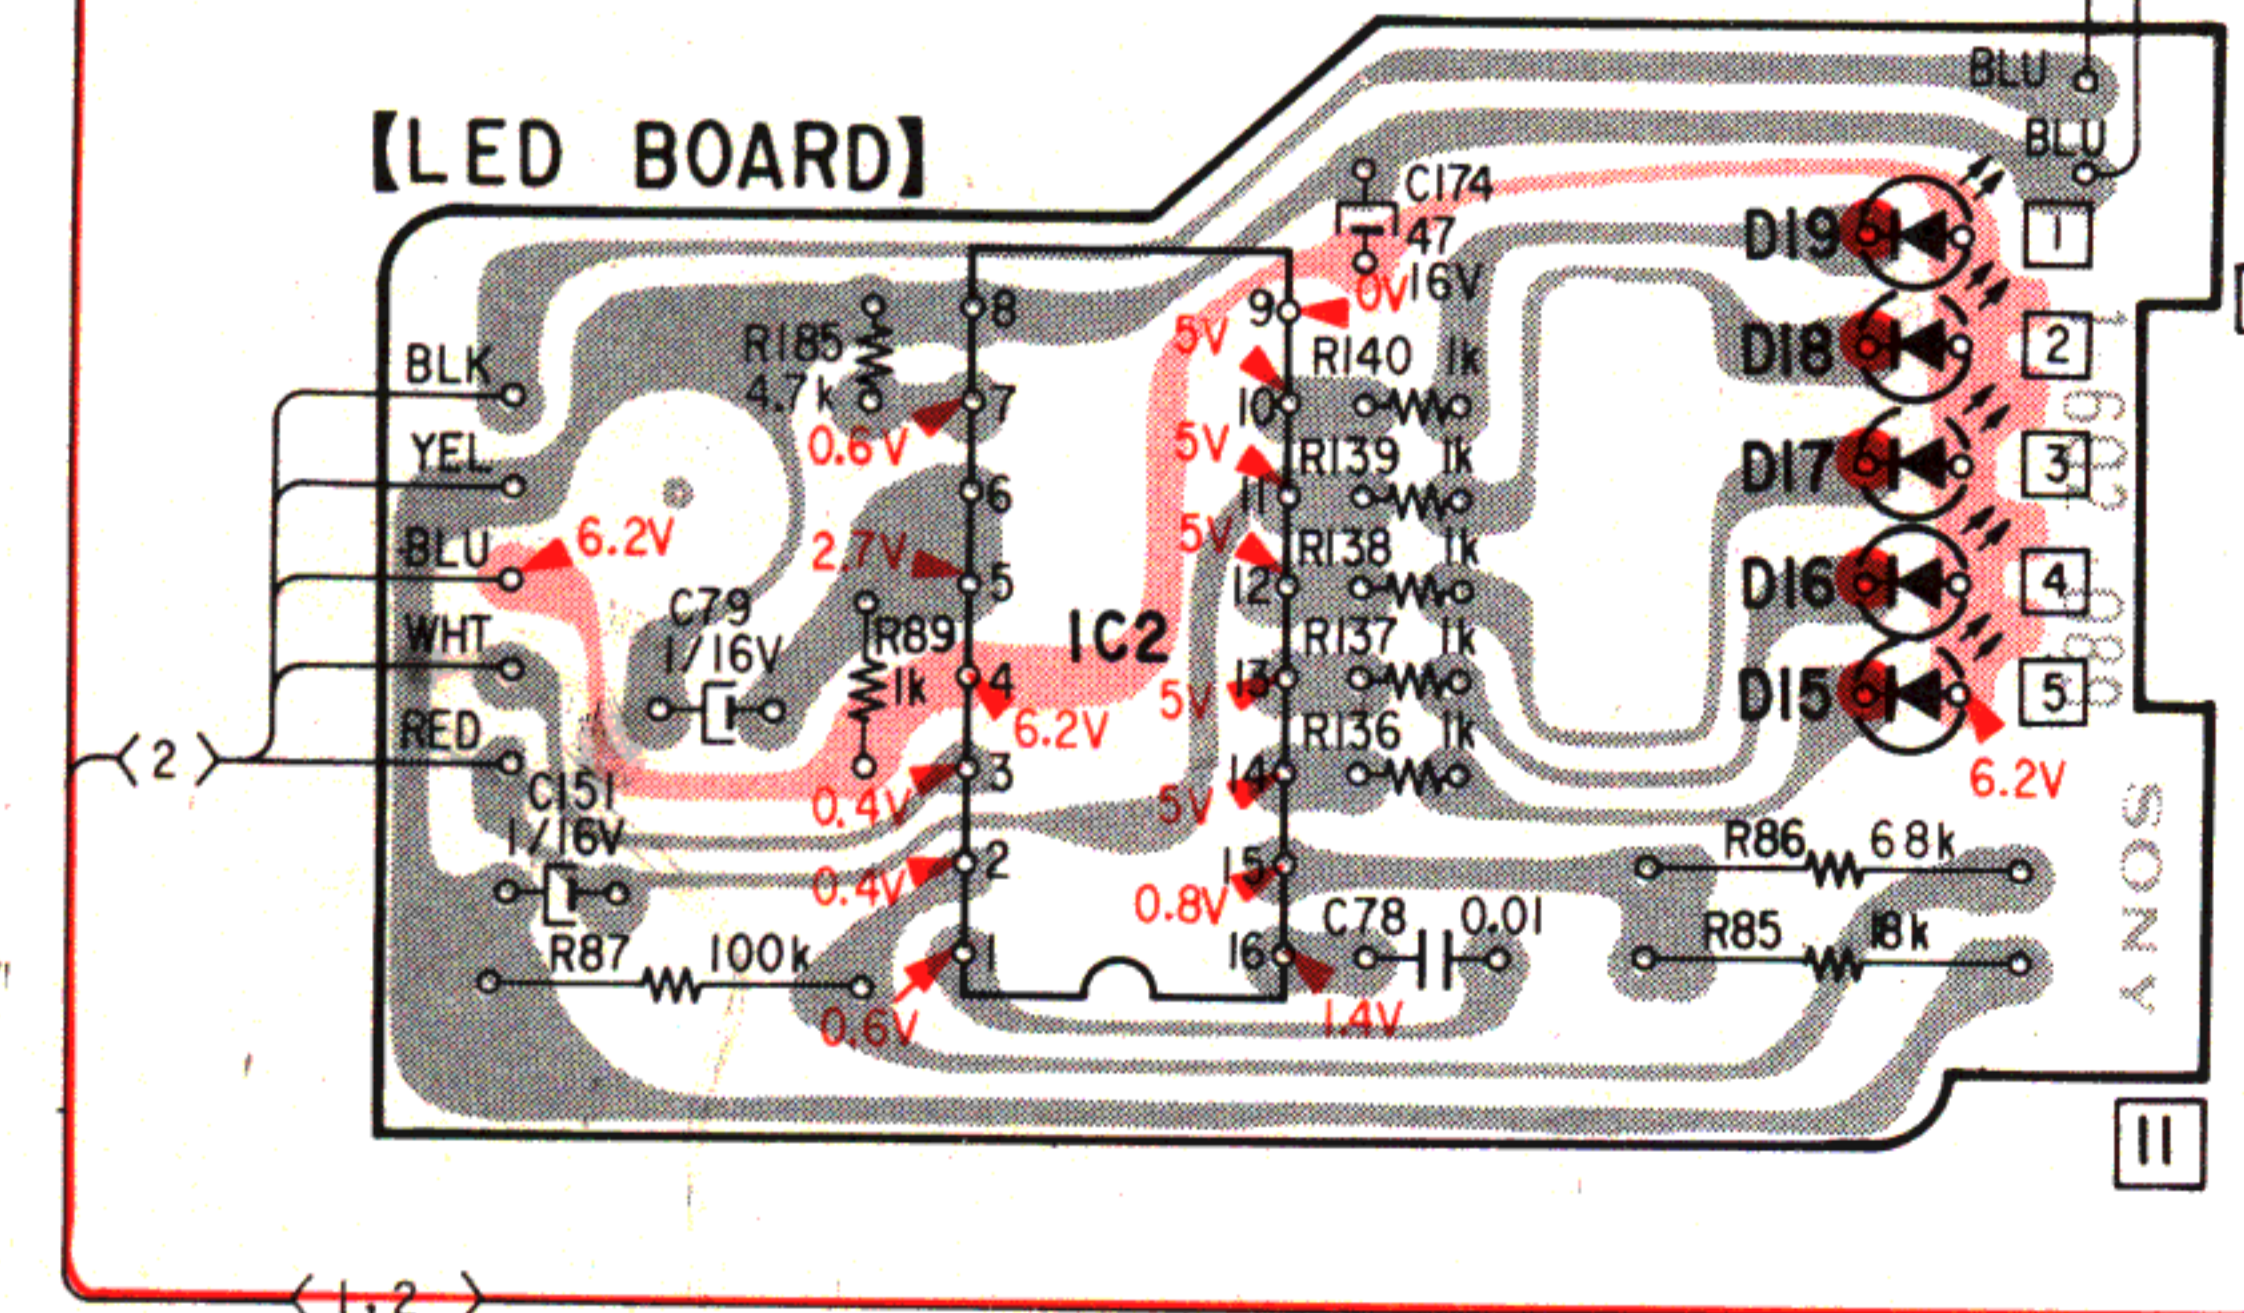 BLU
BLU
【LED BOARD】
C174
47
16V
0V
D19
1
8
9
5V
R185
4.7k
R140 1k
D18
2
BLK
7
10
0.6V
5V
R139 1k
D17
3
YEL
6
11
6.2V
2.7V
5V
R138 1k
BLU
5
12
D16
4
C79
1/16V
R89
1k
IC2
R137 1k
WHT
4
13
5V
D15
5
6.2V
R136 1k
RED
⟨2⟩
3
14
5V
6.2V
C151
1/16V
0.4V
R86 68k
2
15
0.4V
0.8V
C78 0.01
R87 100k
1
16
R85 18k
0.6V
1.4V
SONY
11
⟨1,2⟩